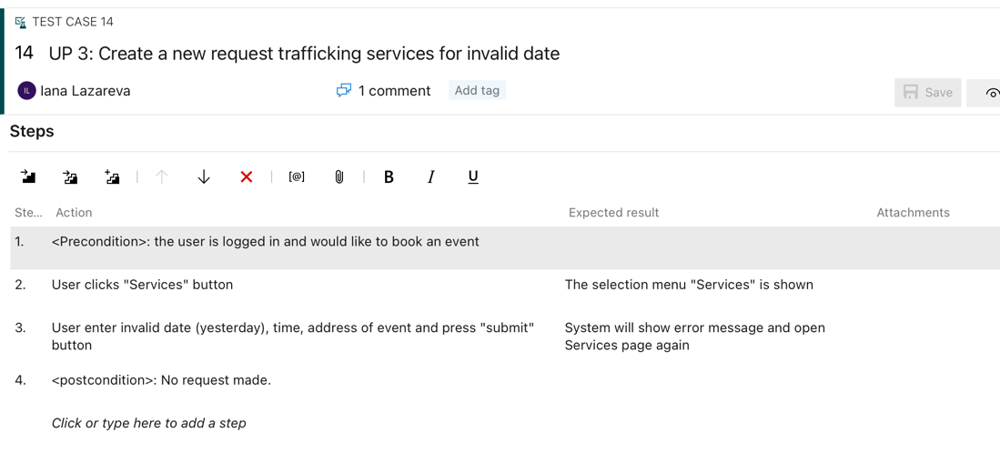 TEST CASE 14
14 UP 3: Create a new request trafficking services for invalid date
IL Iana Lazareva 1 comment Add tag Save
Steps
[@] B I U
Ste... Action Expected result Attachments
1. <Precondition>: the user is logged in and would like to book an event
2. User clicks "Services" button The selection menu "Services" is shown
3. User enter invalid date (yesterday), time, address of event and press "submit" System will show error message and open
button Services page again
4. <postcondition>: No request made.
Click or type here to add a step